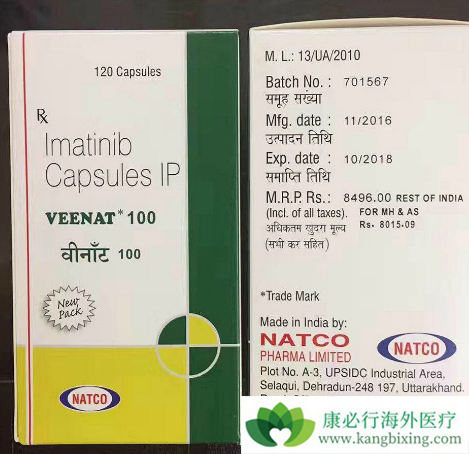 120 Capsules
Rx
Imatinib
Capsules IP
VEENAT* 100
वीनॉट 100
New
Pack
NATCO
M. L.: 13/UA/2010
Batch No. : 701567
समूह संख्या
Mfg. date : 11/2016
उत्पादन तिथि
Exp. date : 10/2018
समाप्ति तिथि
M.R.P. Rs.: 8496.00 REST OF INDIA
(Incl. of all taxes). FOR MH & AS
अधिकतम खुदरा मूल्य Rs. 8015.09
(सभी कर सहित)
*Trade Mark
Made in India by:
NATCO
PHARMA LIMITED
NATCO
Plot No. A-3, UPSIDC Industrial Area,
Selaqui, Dehradun-248 197, Uttarakhand.
康必行海外医疗
www.kangbixing.com